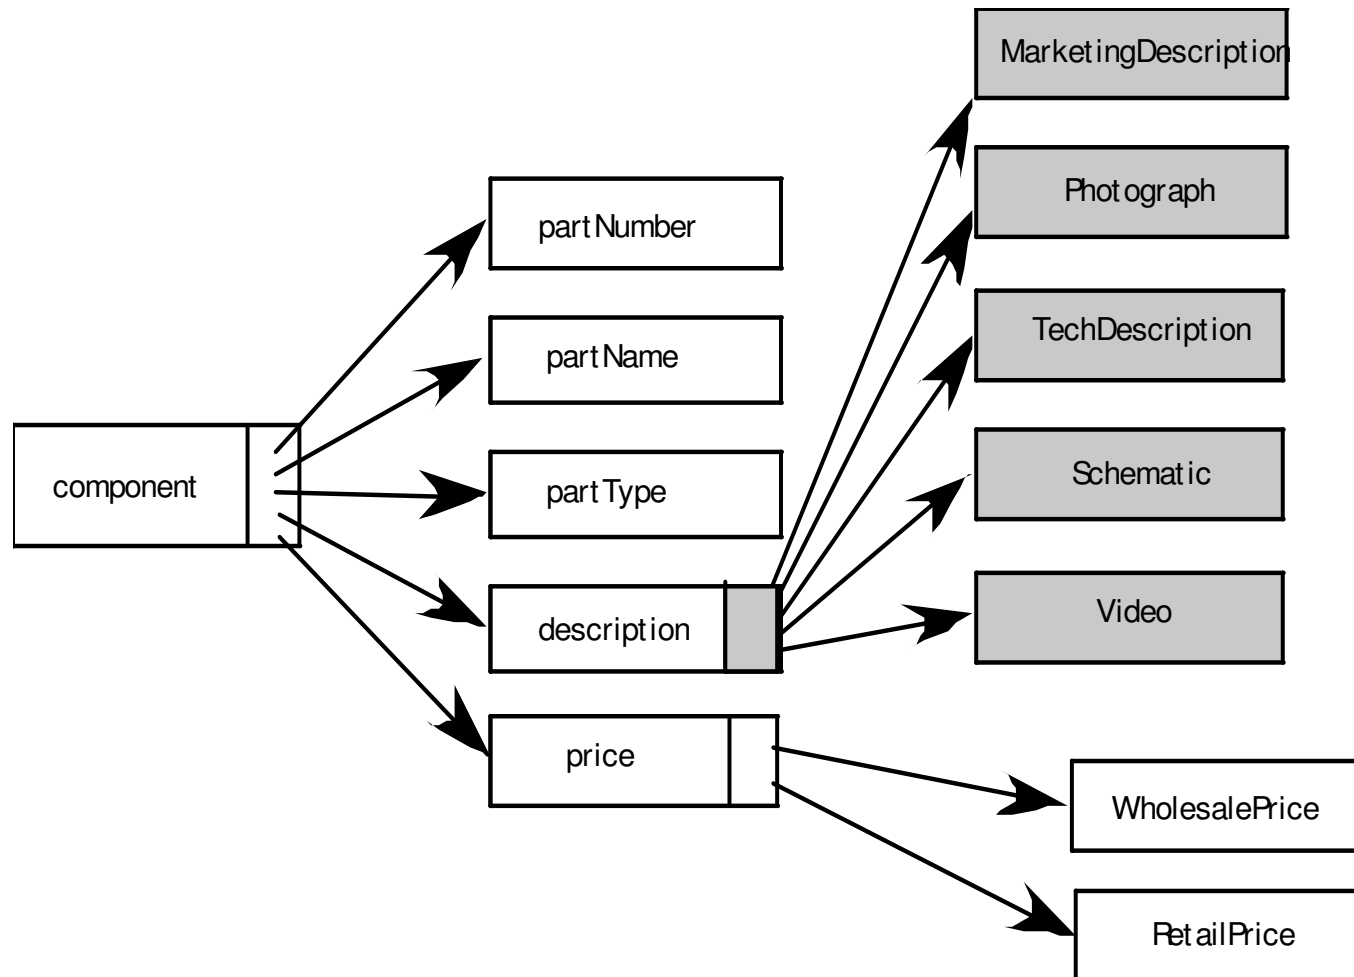 MarketingDescription
Photograph
partNumber
TechDescription
partName
component
partType
Schematic
description
Video
price
WholesalePrice
RetailPrice